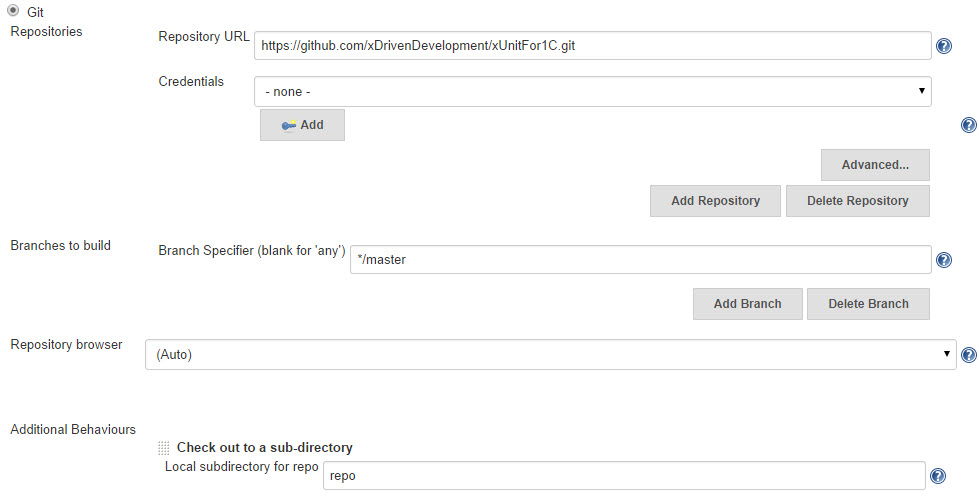 Git
Repositories
Repository URL
https://github.com/xDrivenDevelopment/xUnitFor1C.git
Credentials
- none -
Add
Advanced...
Add Repository
Delete Repository
Branches to build
Branch Specifier (blank for 'any')
*/master
Add Branch
Delete Branch
Repository browser
(Auto)
Additional Behaviours
Check out to a sub-directory
Local subdirectory for repo
repo